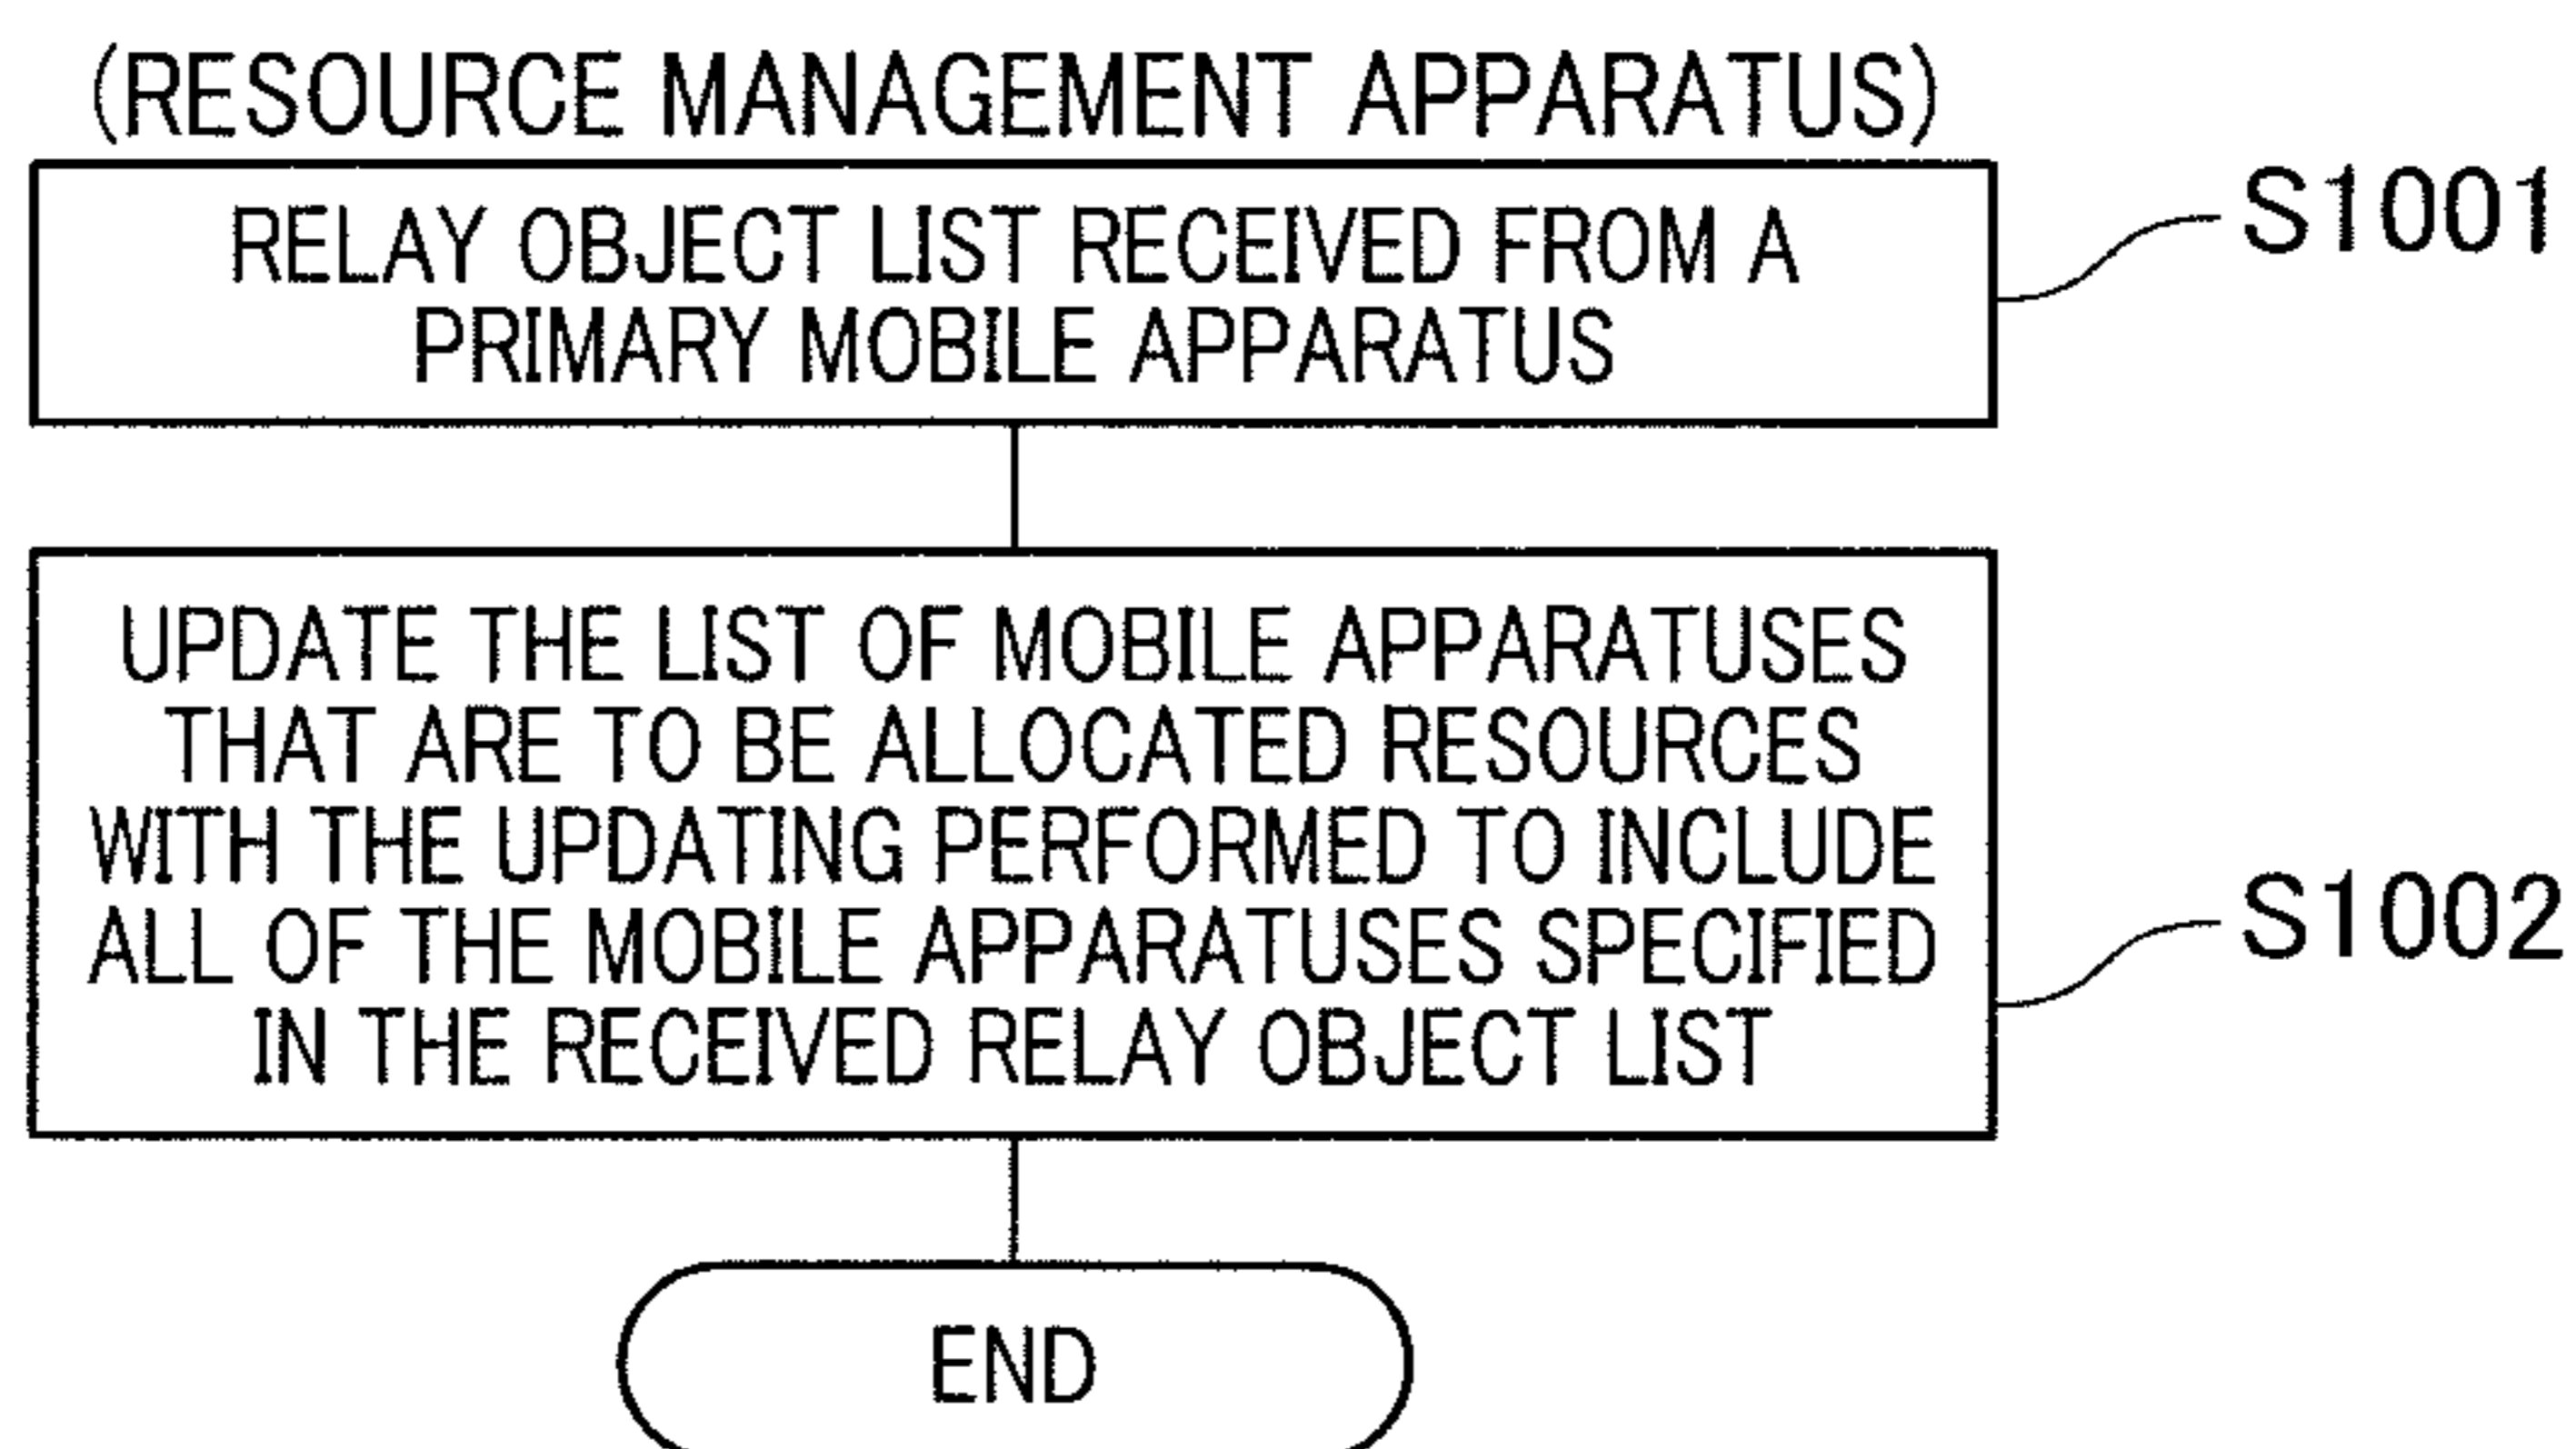 (RESOURCE MANAGEMENT APPARATUS)
RELAY OBJECT LIST RECEIVED FROM A
PRIMARY MOBILE APPARATUS
S1001
UPDATE THE LIST OF MOBILE APPARATUSES
THAT ARE TO BE ALLOCATED RESOURCES
WITH THE UPDATING PERFORMED TO INCLUDE
ALL OF THE MOBILE APPARATUSES SPECIFIED
IN THE RECEIVED RELAY OBJECT LIST
S1002
END